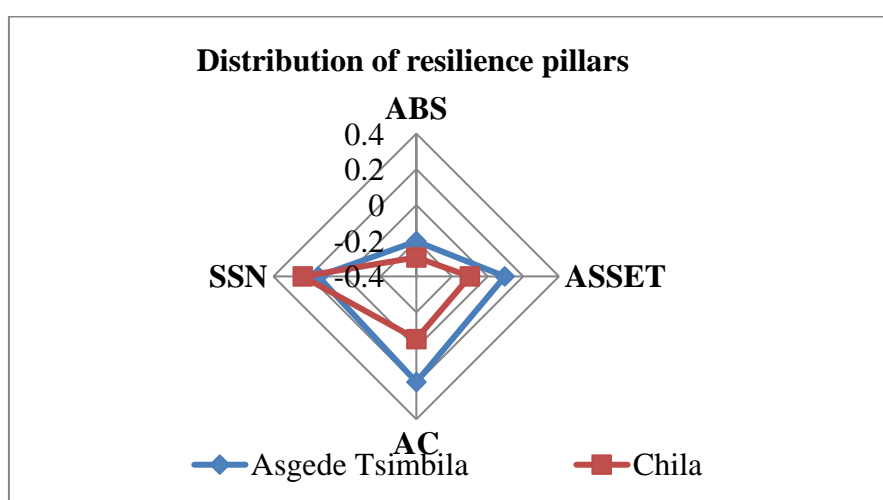 Distribution of resilience pillars
ABS
0.4
0.2
0
-0.2
-0.4
SSN
ASSET
AC
Asgede Tsimbila
Chila